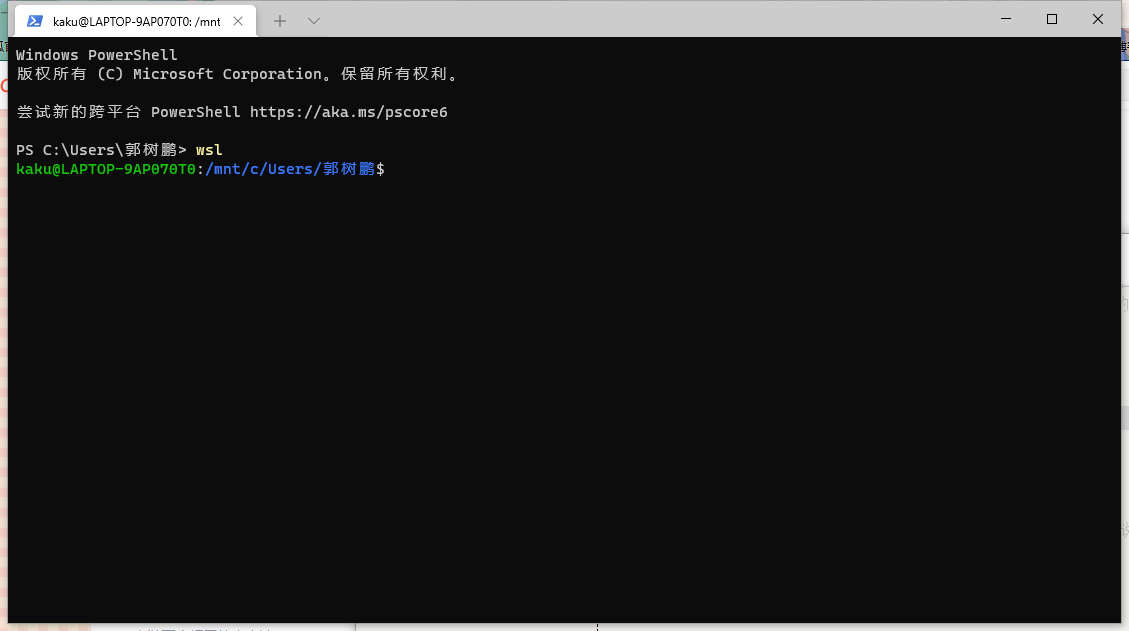 kaku@LAPTOP-9AP070T0: /mnt
Windows PowerShell
版权所有 (C) Microsoft Corporation。保留所有权利。
尝试新的跨平台 PowerShell https://aka.ms/pscore6
PS C:\Users\郭树鹏> wsl
kaku@LAPTOP-9AP070T0:/mnt/c/Users/郭树鹏$